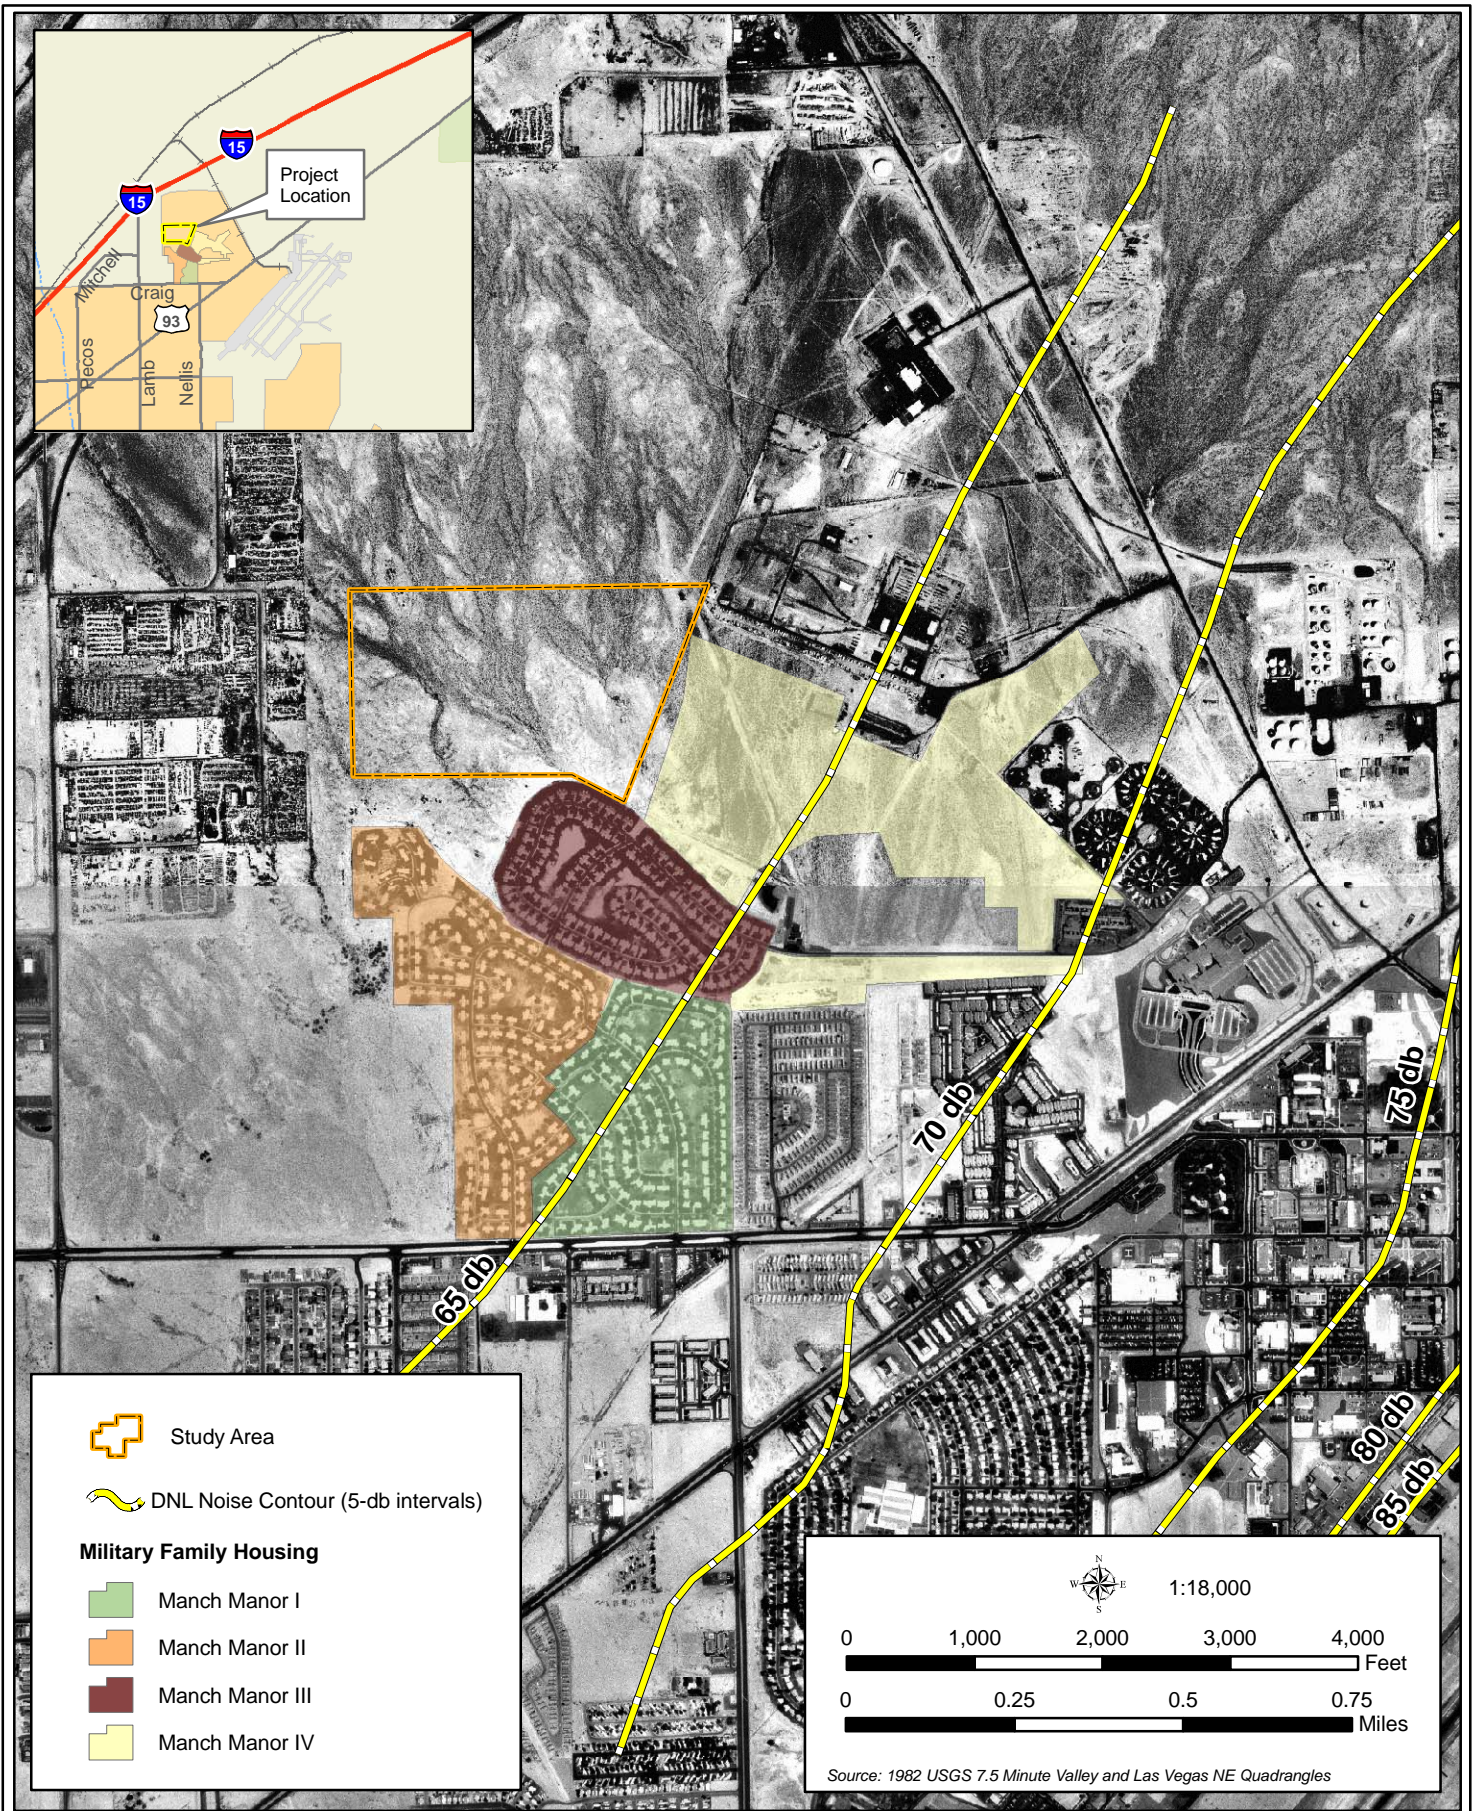 15
15
Project
Location
Mitchell
Craig
93
Pecos
Lamb
Nellis
75 db
70 db
65 db
80 db
85 db
Study Area
DNL Noise Contour (5-db intervals)
Military Family Housing
Manch Manor I
Manch Manor II
Manch Manor III
Manch Manor IV
N
W E
S
1:18,000
0 1,000 2,000 3,000 4,000
Feet
0 0.25 0.5 0.75
Miles
Source: 1982 USGS 7.5 Minute Valley and Las Vegas NE Quadrangles